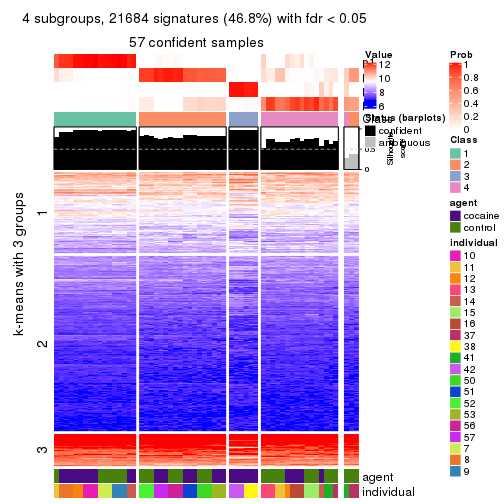 4 subgroups, 21684 signatures (46.8%) with fdr < 0.05
57 confident samples
k-means with 3 groups
1
2
3
p1
Value
12
10
8
6
Class
Status (barplots)
confident
ambiguous
1
0.5
0
Silhouette
score
agent
individual
Prob
1
0.8
0.6
0.4
0.2
0
Class
1
2
3
4
agent
cocaine
control
individual
10
11
12
13
14
15
16
37
38
41
42
50
51
52
53
56
57
7
8
9